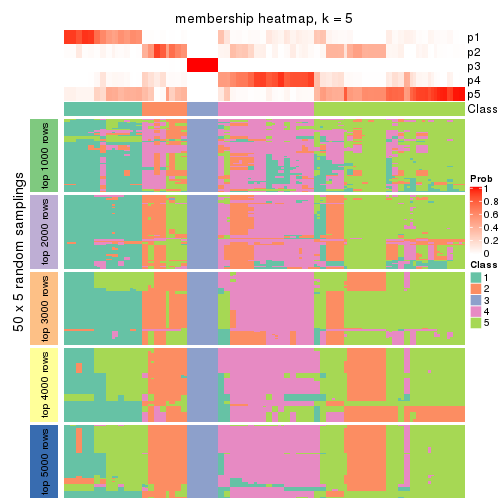 membership heatmap, k = 5
p1
p2
p3
p4
p5
Class
50 x 5 random samplings
top 1000 rows
top 2000 rows
top 3000 rows
top 4000 rows
top 5000 rows
Prob
1
0.8
0.6
0.4
0.2
0
Class
1
2
3
4
5